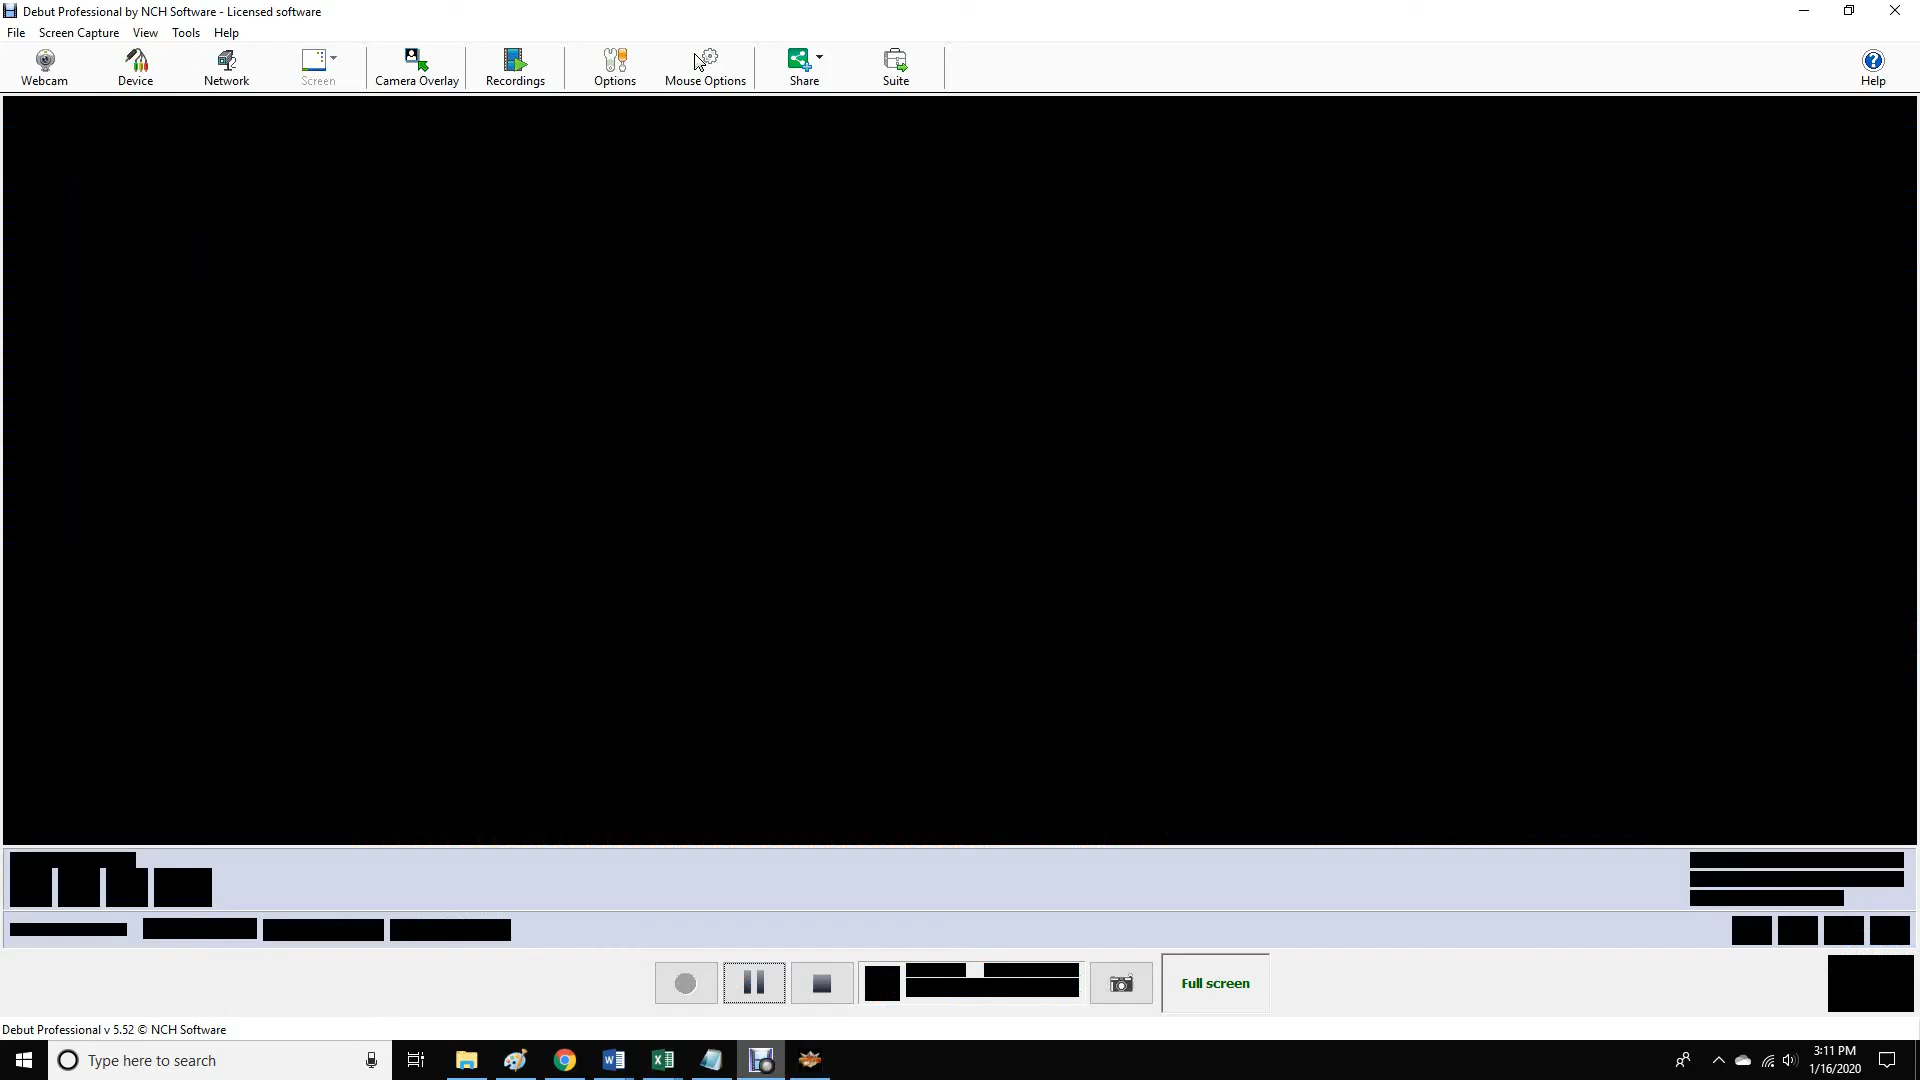 Debut Professional by NCH Software - Licensed software
File Screen Capture View Tools Help
Webcam Device Network Screen Camera Overlay Recordings Options Mouse Options Share Suite Help
Full screen
Debut Professional v 5.52 © NCH Software
Type here to search
3:11 PM
1/16/2020